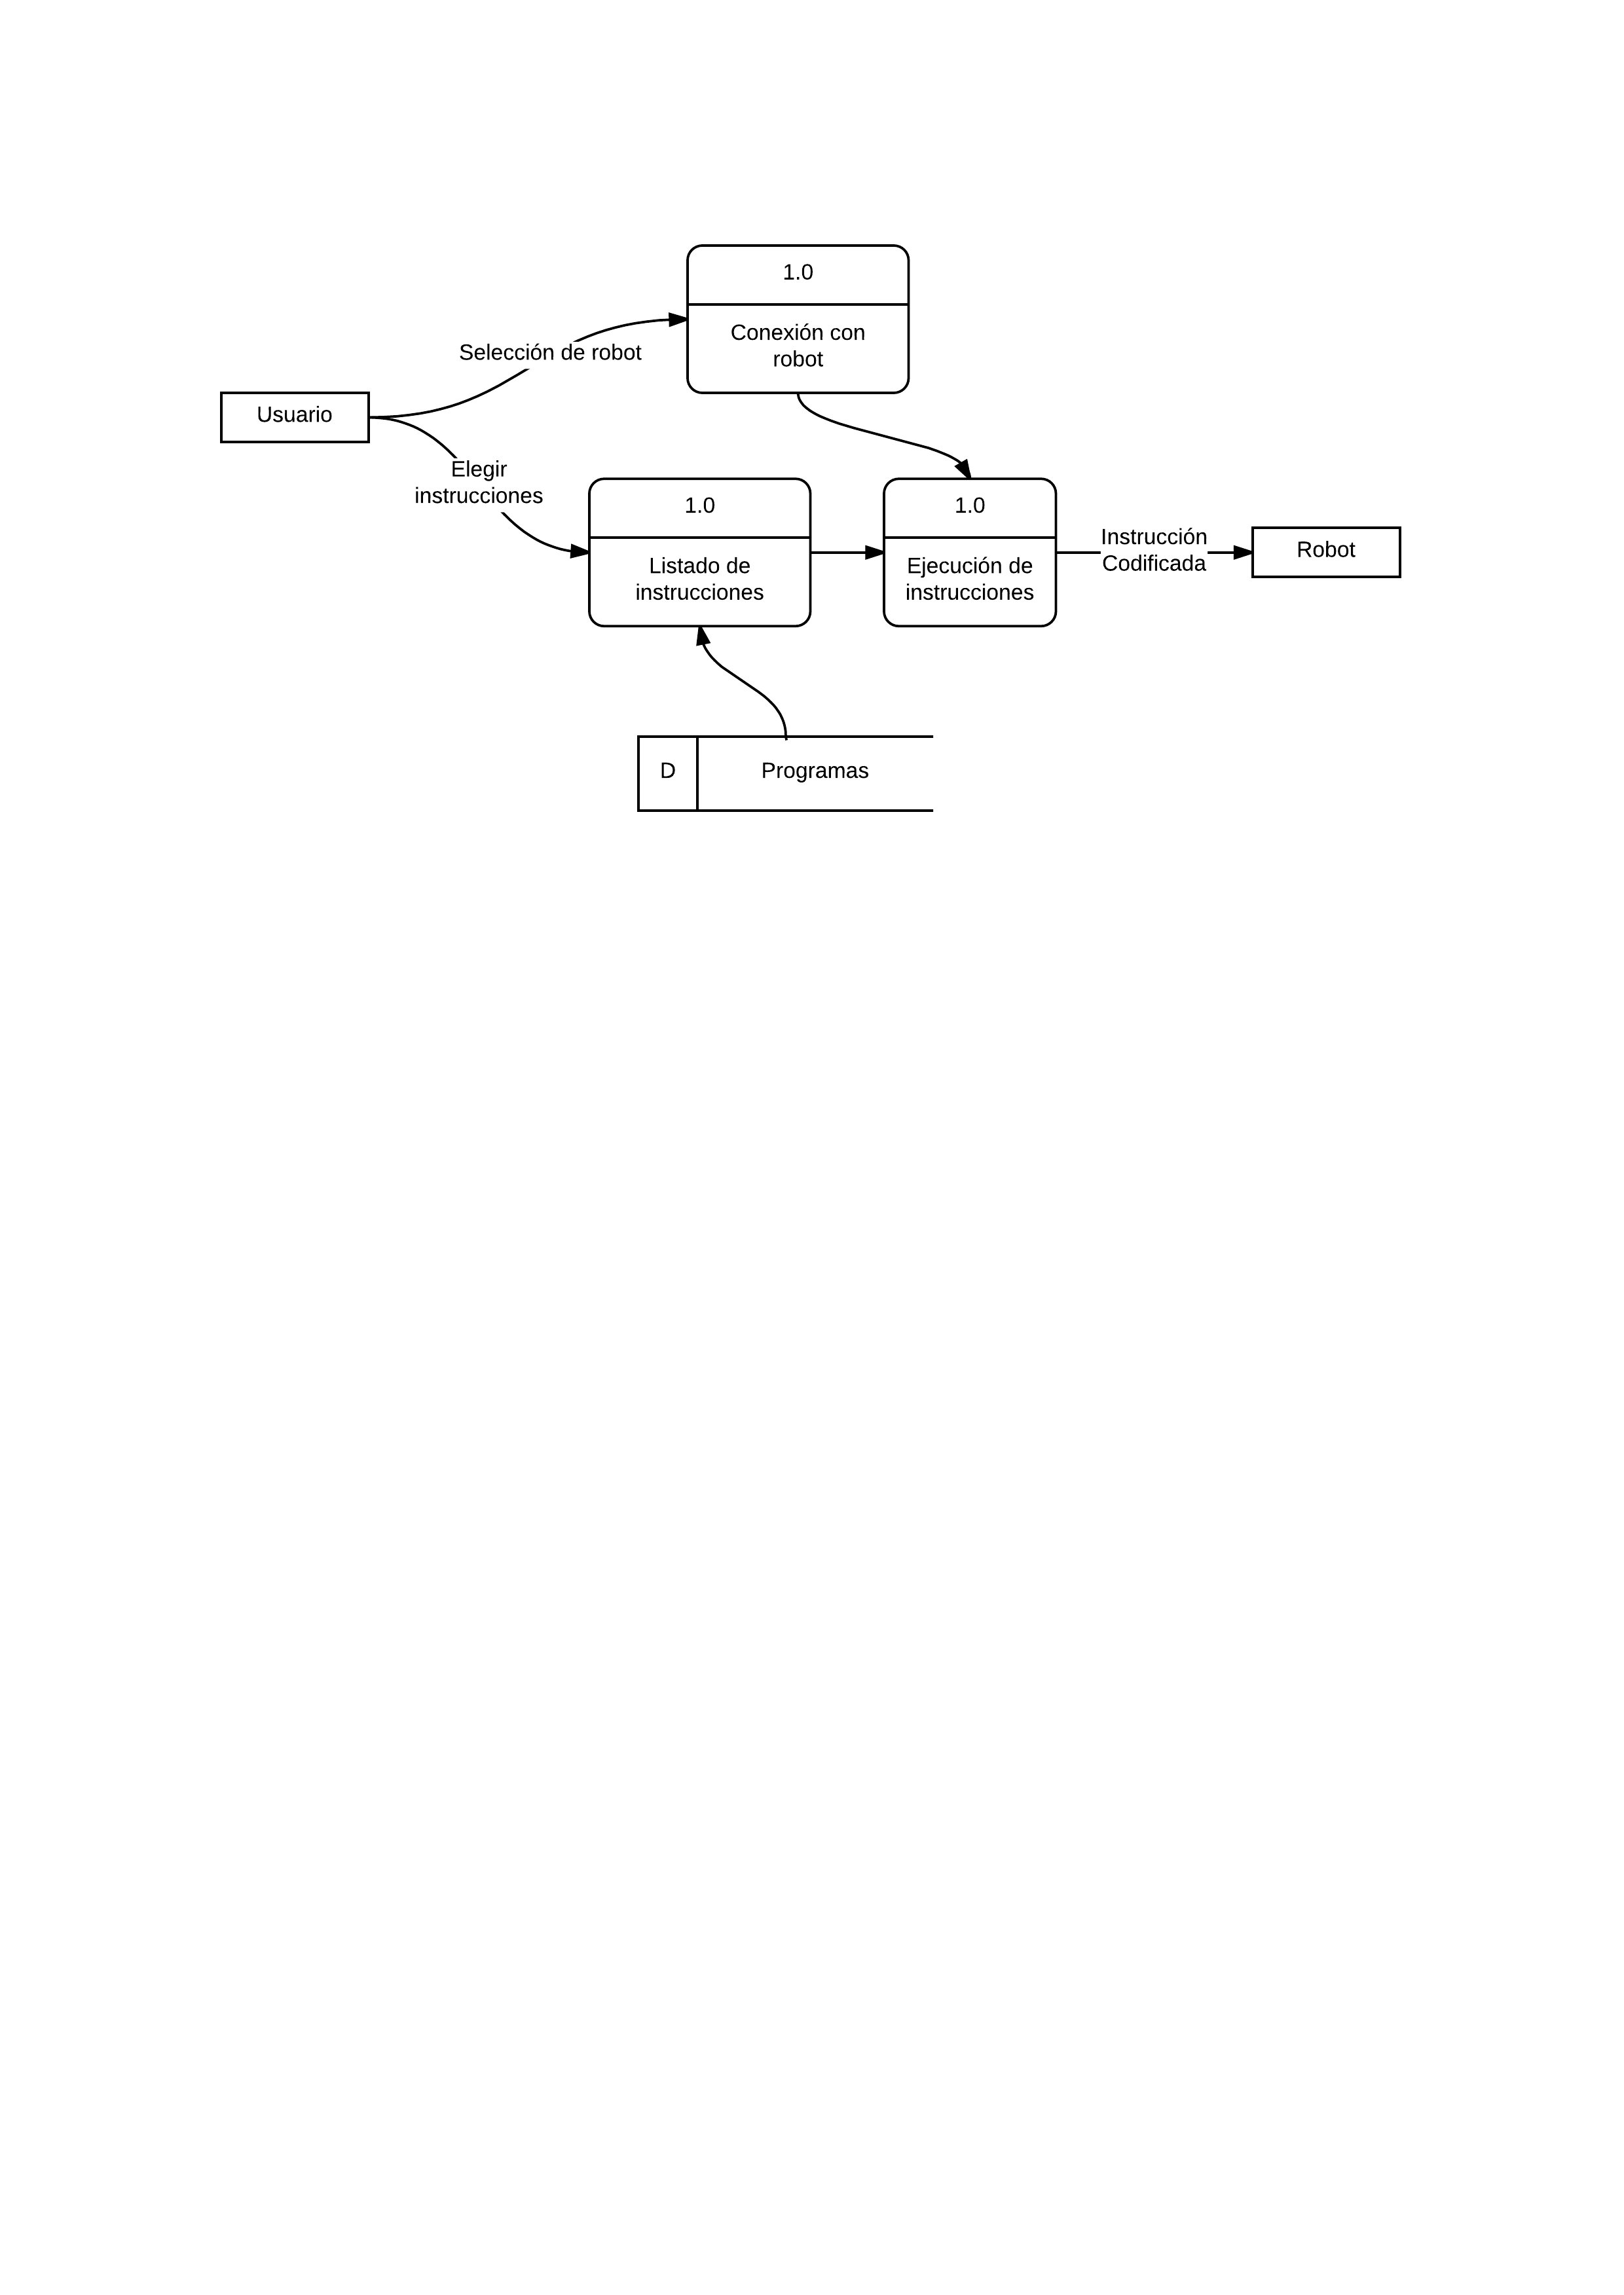 1.0
Conexión con
robot
Selección de robot
Usuario
Elegir
instrucciones
1.0
Listado de
instrucciones
1.0
Ejecución de
instrucciones
Instrucción
Codificada
Robot
D
Programas